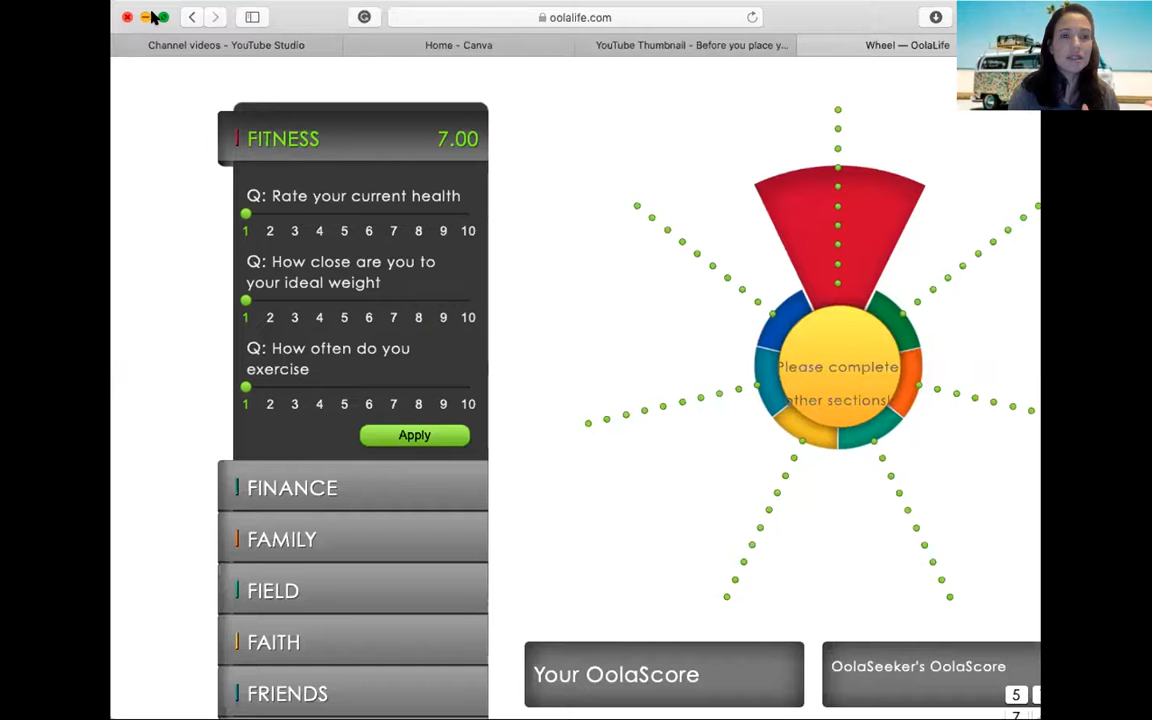 oolalife.com
Channel videos - YouTube Studio
Home - Canva
YouTube Thumbnail - Before you place y...
Wheel — OolaLife
FITNESS 7.00
Q: Rate your current health
1 2 3 4 5 6 7 8 9 10
Q: How close are you to
your ideal weight
1 2 3 4 5 6 7 8 9 10
Q: How often do you
exercise
1 2 3 4 5 6 7 8 9 10
Apply
FINANCE
FAMILY
FIELD
FAITH
FRIENDS
Please complete
other sections!
Your OolaScore
OolaSeeker's OolaScore
5
7